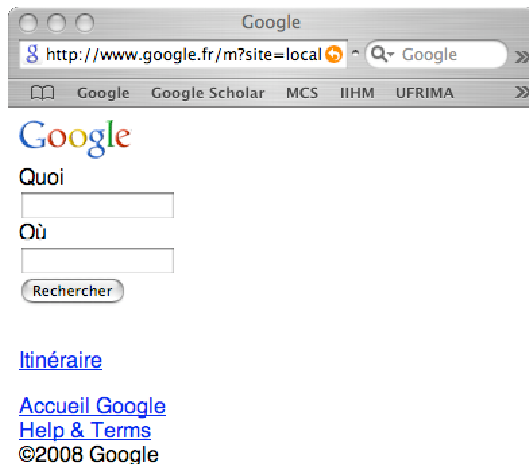 Google
http://www.google.fr/m?site=local Google
Google Google Scholar MCS IIHM UFRIMA
Google
Quoi
Où
Rechercher
Itinéraire
Accueil Google
Help & Terms
©2008 Google